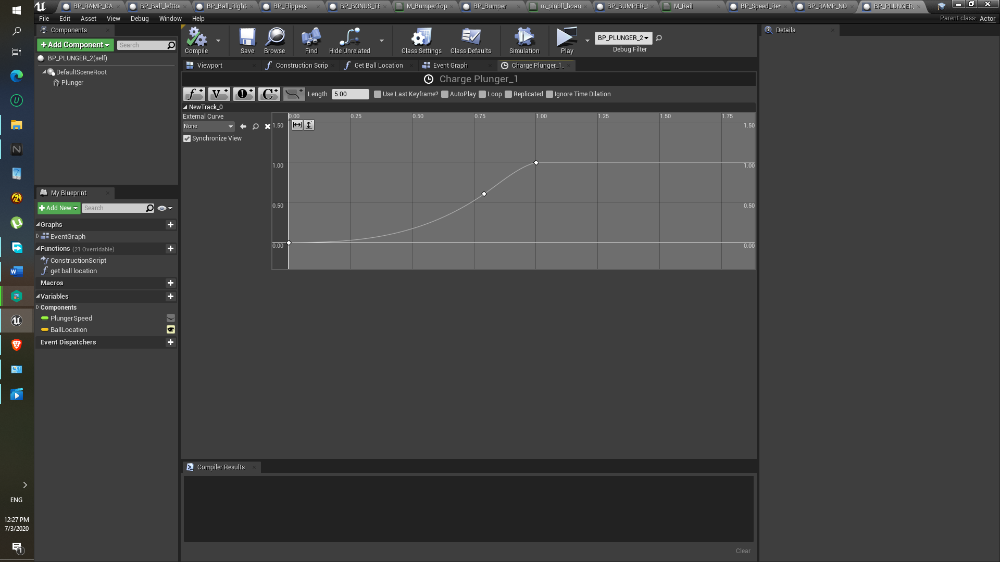 BP_RAMP_CA
BP_Ball_leftto
BP_Ball_Right
BP_Flippers
BP_BONUS_TE
M_BumperTop
BP_Bumper
m_pinbll_boar
BP_BUMPER_
M_Rail
BP_Speed_Re*
BP_RAMP_NO
BP_PLUNGER_
File Edit Asset View Debug Window Help
Parent class: Actor
Components
+Add Component
Search
BP_PLUNGER_2(self)
DefaultSceneRoot
Plunger
Compile
Save
Browse
Find
Hide Unrelated
Class Settings
Class Defaults
Simulation
Play
BP_PLUNGER_2
Debug Filter
Details
Viewport
Construction Scrip
Get Ball Location
Event Graph
Charge Plunger_1_
Charge Plunger_1
Length 5.00 Use Last Keyframe? AutoPlay Loop Replicated Ignore Time Dilation
NewTrack_0
External Curve
None
Synchronize View
0.00 0.25 0.50 0.75 1.00 1.25 1.50 1.75
1.50 1.50
1.00 1.00
0.50 0.50
0.00 0.00
My Blueprint
+Add New
Search
Graphs
EventGraph
Functions (21 Overridable)
ConstructionScript
get ball location
Macros
Variables
Components
PlungerSpeed
BallLocation
Event Dispatchers
Compiler Results
Clear
ENG
12:27 PM
7/3/2020
1